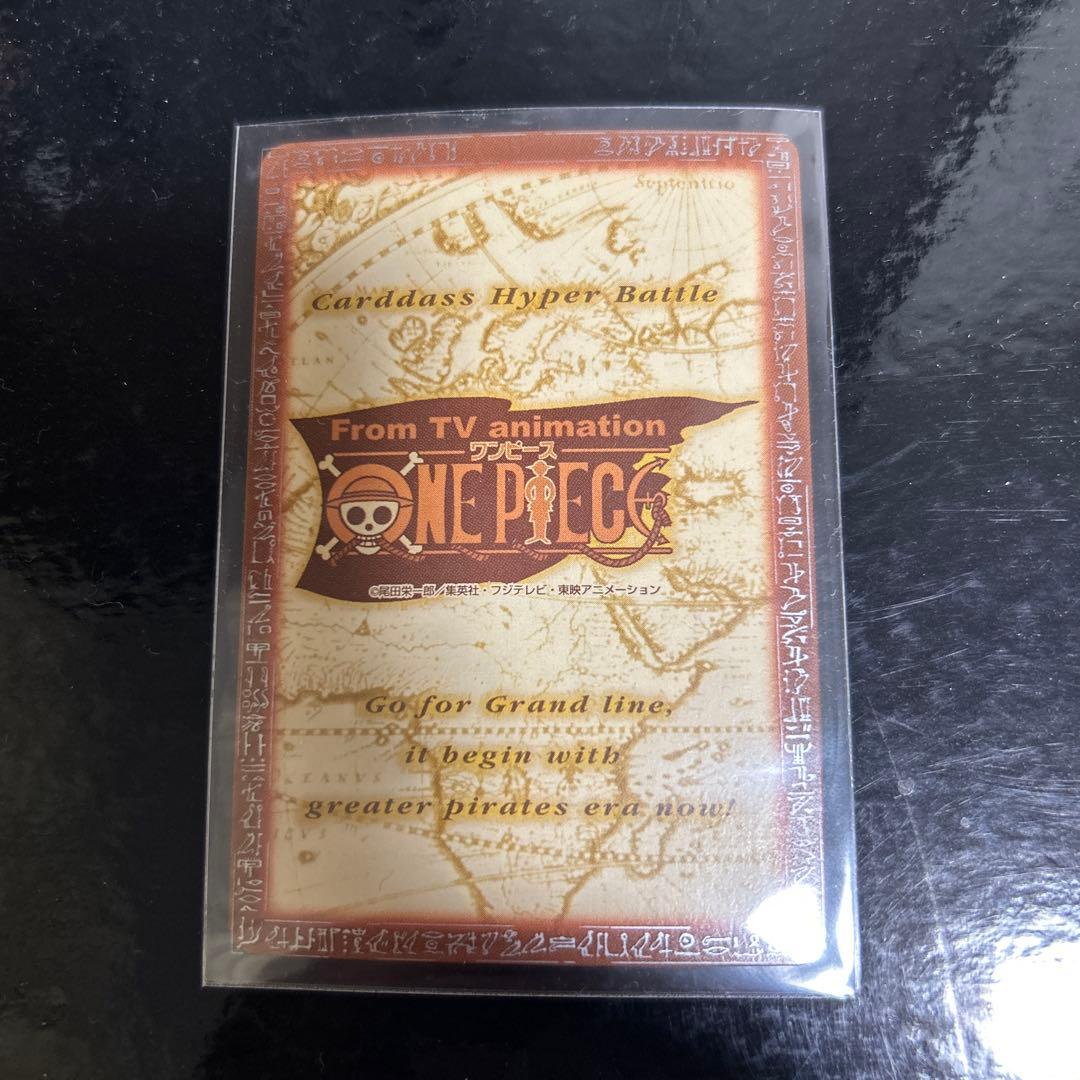 Septentrio
Carddass Hyper Battle
From TV animation
ワンピース
ONE PIECE
©尾田栄一郎／集英社・フジテレビ・東映アニメーション
Go for Grand line,
it begin with
greater pirates era now!